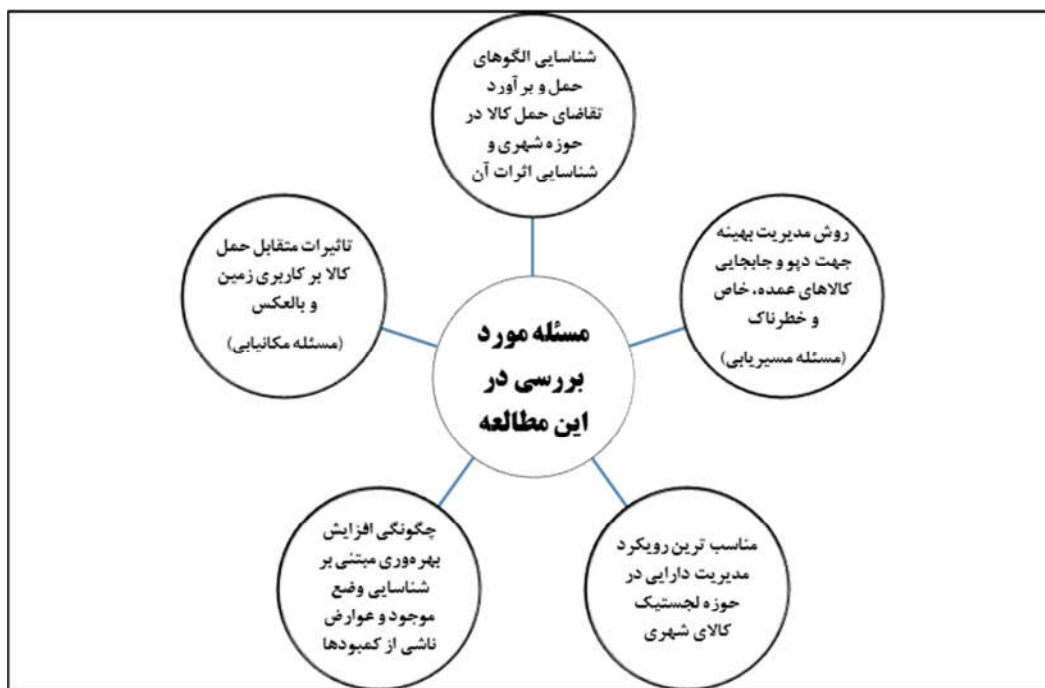 شناسایی الگوهای
حمل و برآورد
تقاضای حمل کالا در
حوزه شهری و
شناسایی اثرات آن
روش مدیریت بهینه
جهت دپو و جابجایی
کالاهای عمده، خاص
و خطرناک
(مسئله مسیریابی)
تاثیرات متقابل حمل
کالا بر کاربری زمین
و بالعکس
(مسئله مکانیابی)
مسئله مورد
بررسی در
این مطالعه
مناسب ترین رویکرد
مدیریت دارایی در
حوزه لجستیک
کالای شهری
چگونگی افزایش
بهره‌وری مبتنی بر
شناسایی وضع
موجود و عوارض
ناشی از کمبودها